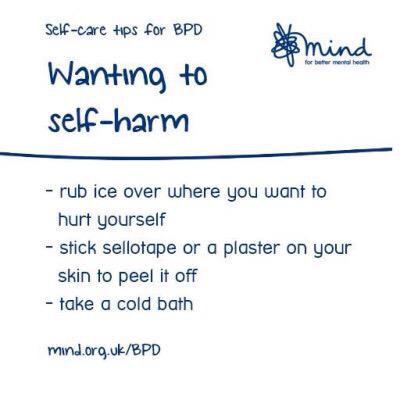 Self-care tips for BPD
mind
for better mental health
Wanting to
self-harm
- rub ice over where you want to
hurt yourself
- stick sellotape or a plaster on your
skin to peel it off
- take a cold bath
mind.org.uk/BPD